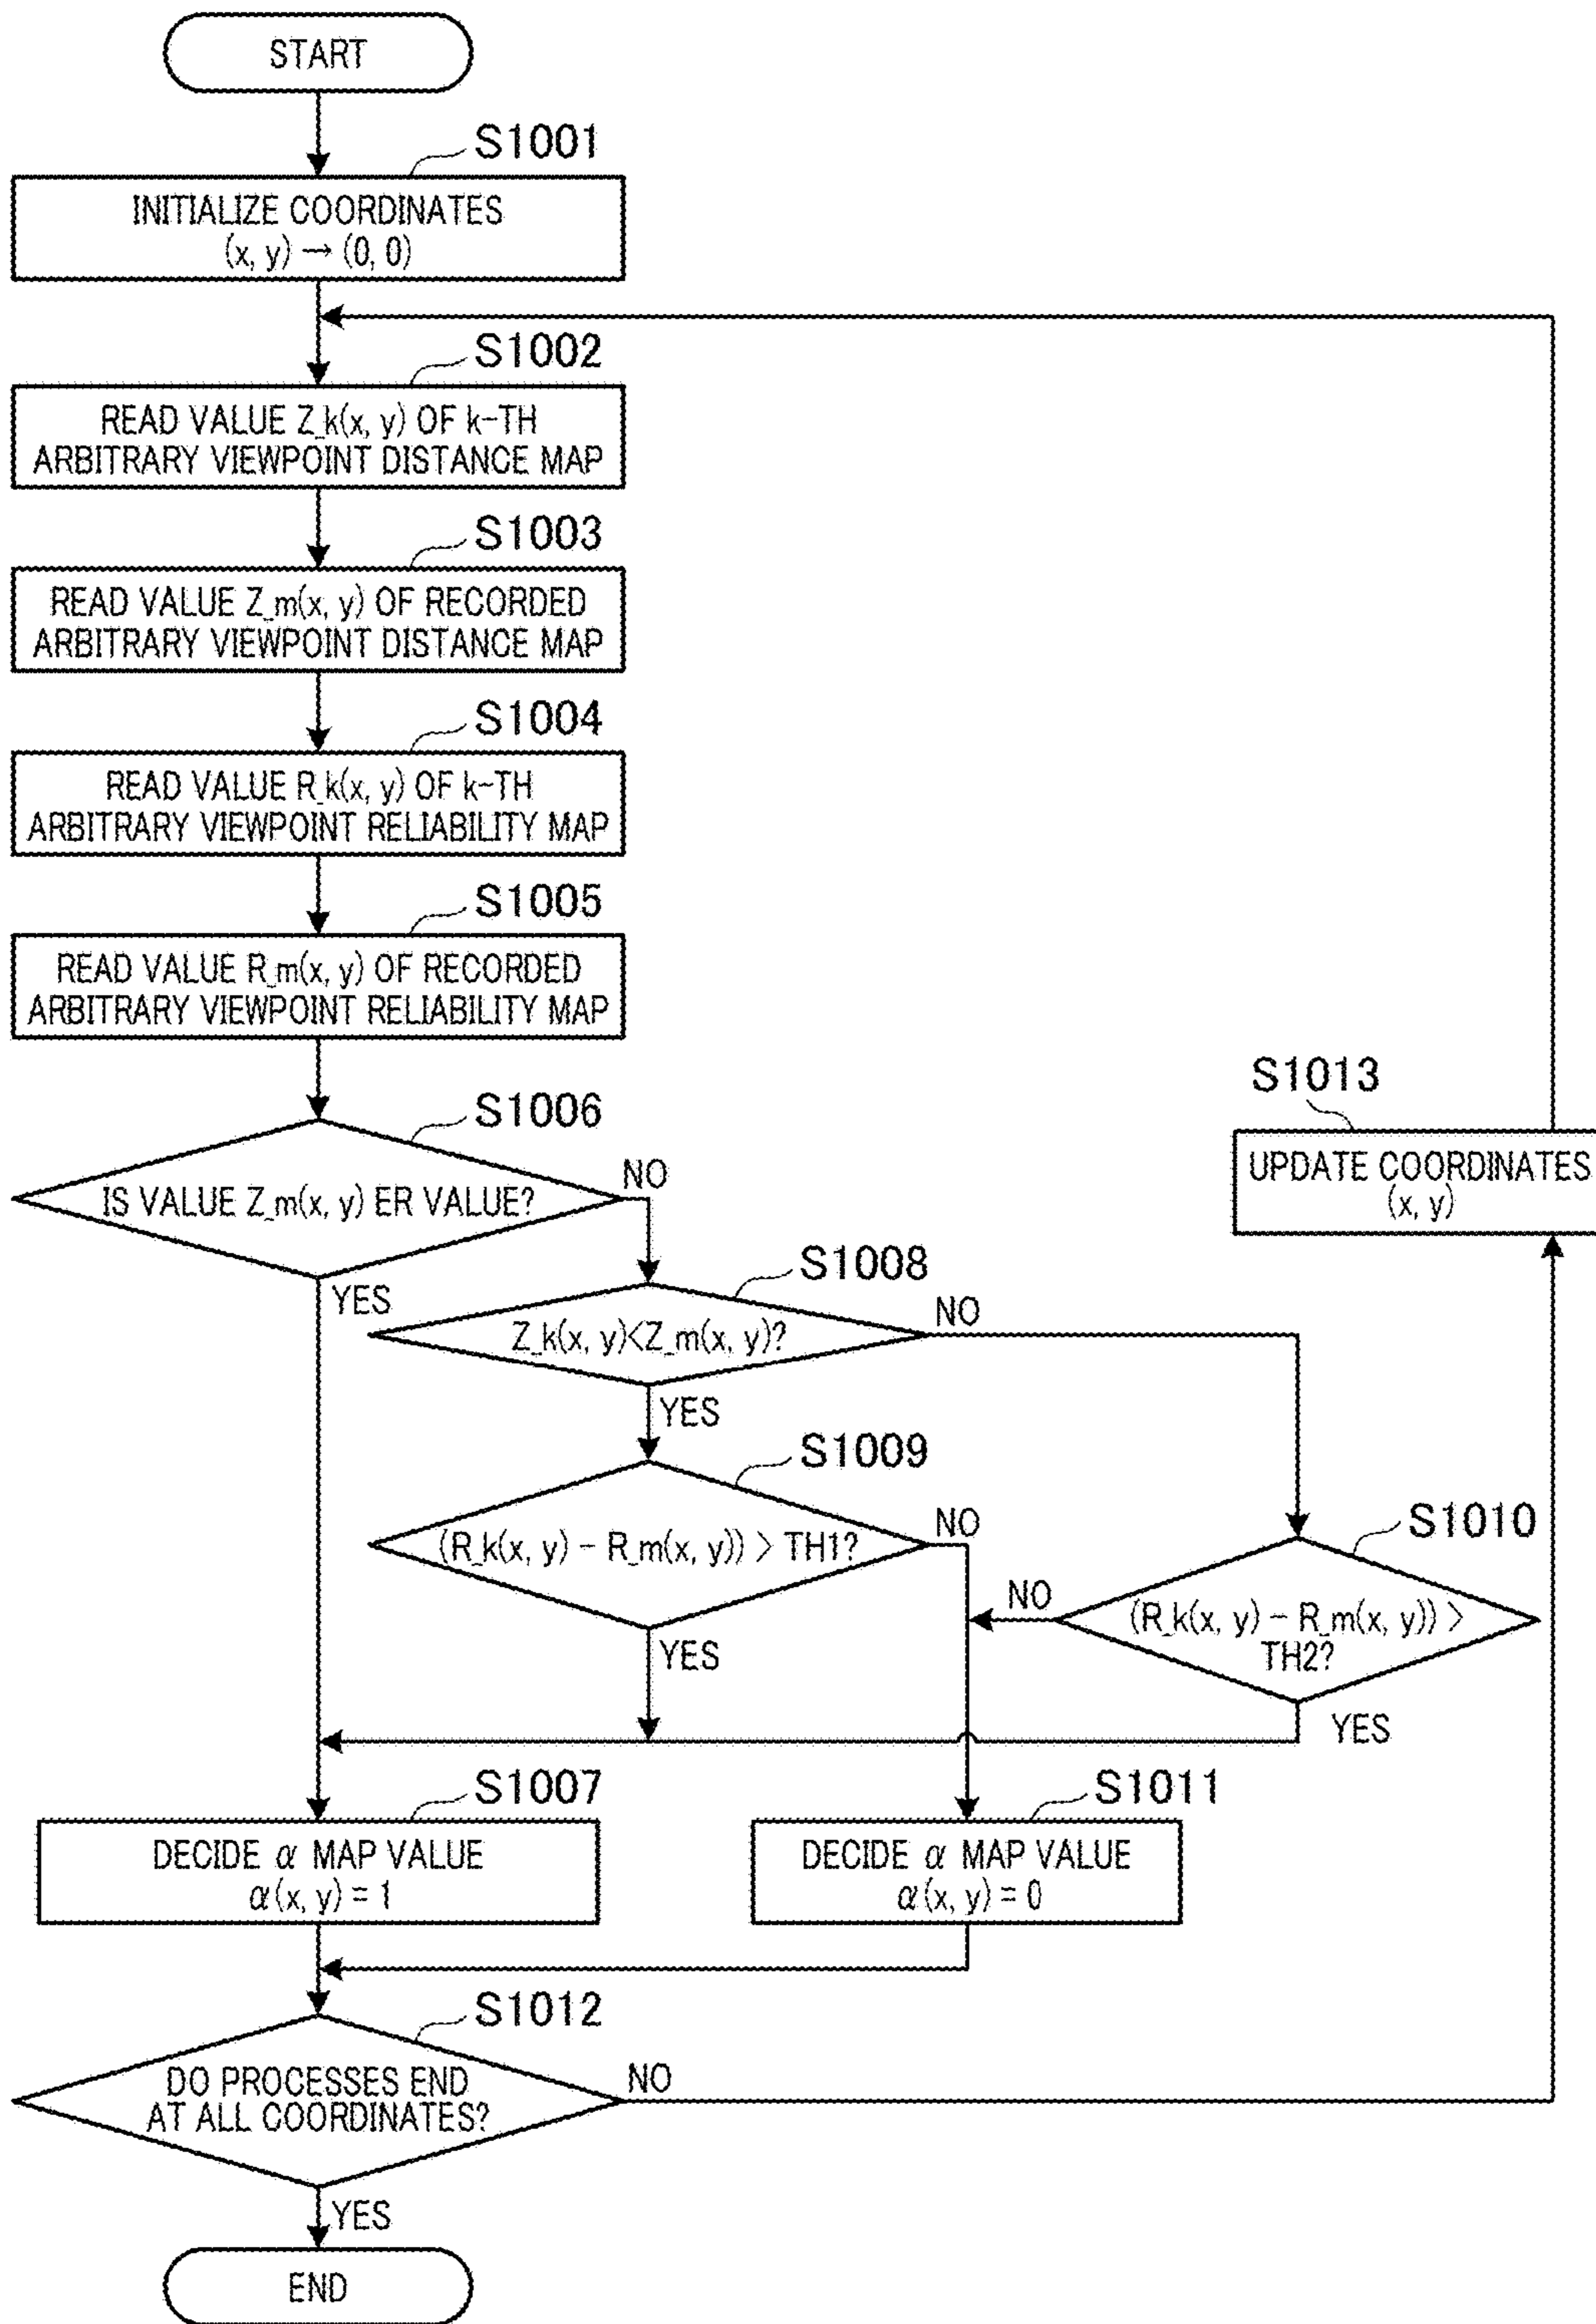 START
S1001
INITIALIZE COORDINATES
(x, y) → (0, 0)
S1002
READ VALUE Z_k(x, y) OF k-TH
ARBITRARY VIEWPOINT DISTANCE MAP
S1003
READ VALUE Z_m(x, y) OF RECORDED
ARBITRARY VIEWPOINT DISTANCE MAP
S1004
READ VALUE R_k(x, y) OF k-TH
ARBITRARY VIEWPOINT RELIABILITY MAP
S1005
READ VALUE R_m(x, y) OF RECORDED
ARBITRARY VIEWPOINT RELIABILITY MAP
S1006
IS VALUE Z_m(x, y) ER VALUE?
NO
YES
S1013
UPDATE COORDINATES
(x, y)
S1008
Z_k(x, y)<Z_m(x, y)?
NO
YES
S1009
(R_k(x, y) - R_m(x, y)) > TH1?
NO
YES
S1010
(R_k(x, y) - R_m(x, y)) >
TH2?
NO
YES
S1007
DECIDE α MAP VALUE
α(x, y) = 1
S1011
DECIDE α MAP VALUE
α(x, y) = 0
S1012
DO PROCESSES END
AT ALL COORDINATES?
NO
YES
END